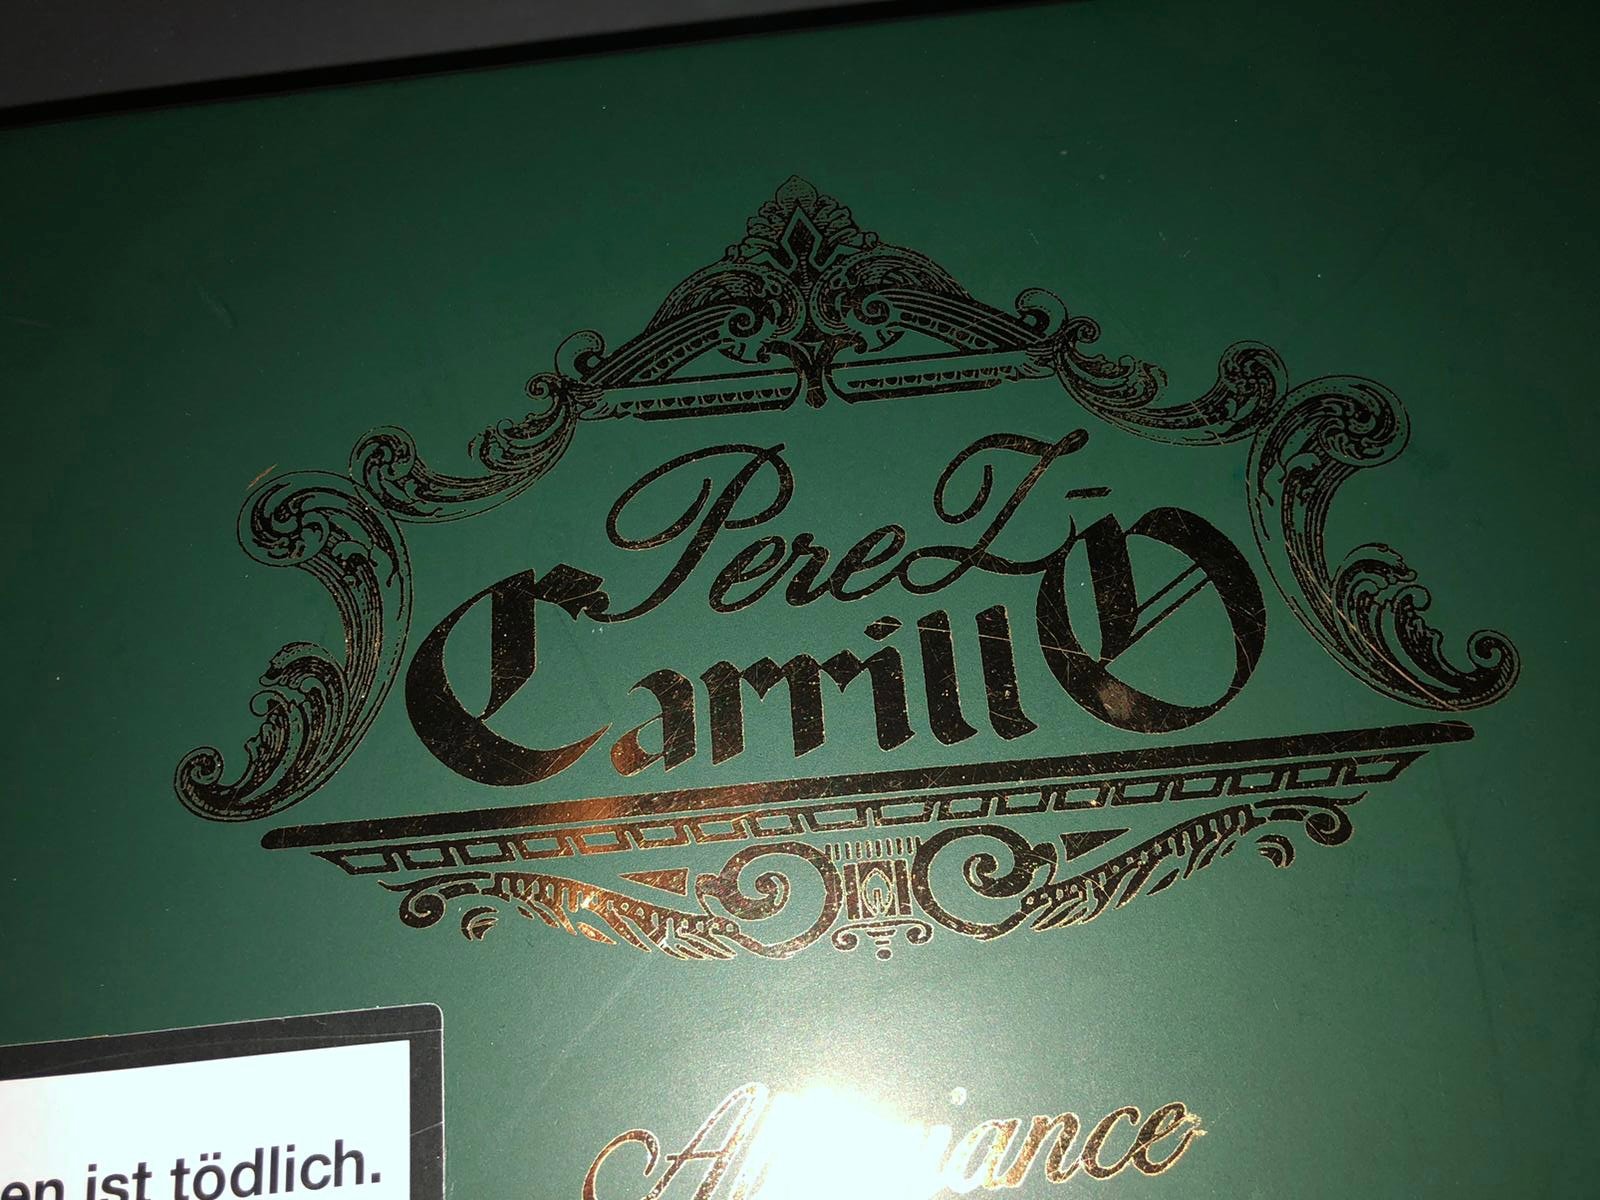 PereZ-
CarrillO
en ist tödlich.